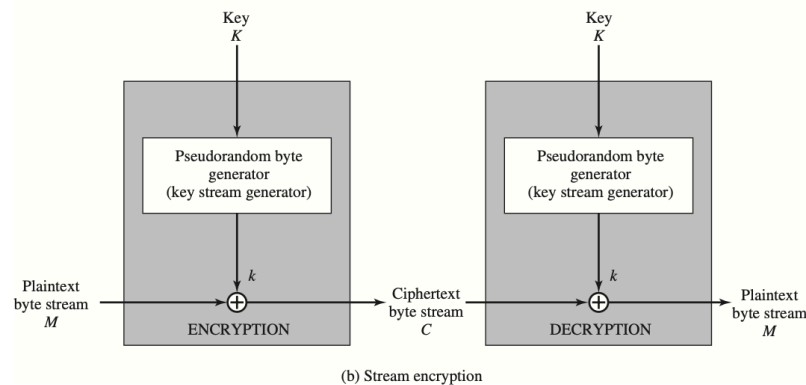 Key
K
Key
K
Pseudorandom byte
generator
(key stream generator)
Pseudorandom byte
generator
(key stream generator)
k
k
Plaintext
byte stream
M
ENCRYPTION
Ciphertext
byte stream
C
DECRYPTION
Plaintext
byte stream
M
(b) Stream encryption